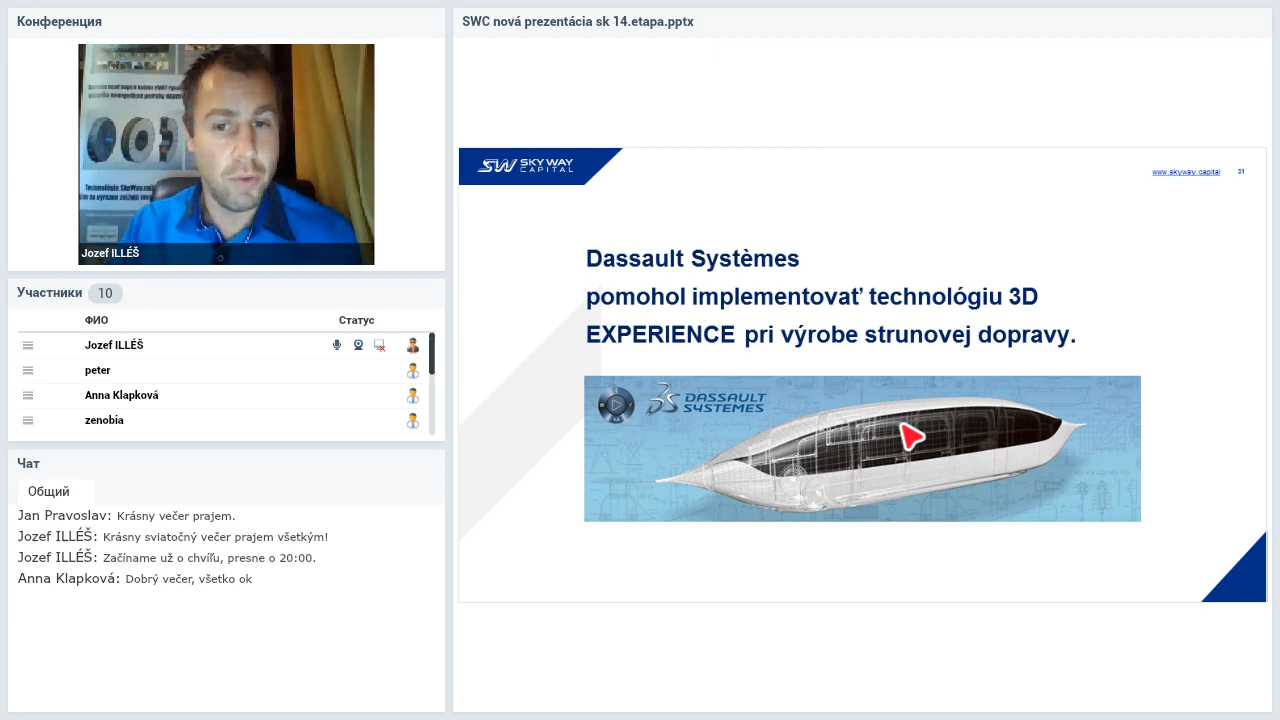 Конференция
Jozef ILLÉŠ
Участники 10
ФИО Статус
Jozef ILLÉŠ
peter
Anna Klapková
zenobia
Чат
Общий
Jan Pravoslav: Krásny večer prajem.
Jozef ILLÉŠ: Krásny sviatočný večer prajem všetkým!
Jozef ILLÉŠ: Začíname už o chvíľu, presne o 20:00.
Anna Klapková: Dobrý večer, všetko ok
SWC nová prezentácia sk 14.etapa.pptx
SW SKY WAY
CAPITAL
www.skyway.capital 31
Dassault Systèmes
pomohol implementovať technológiu 3D
EXPERIENCE pri výrobe strunovej dopravy.
DASSAULT
SYSTEMES